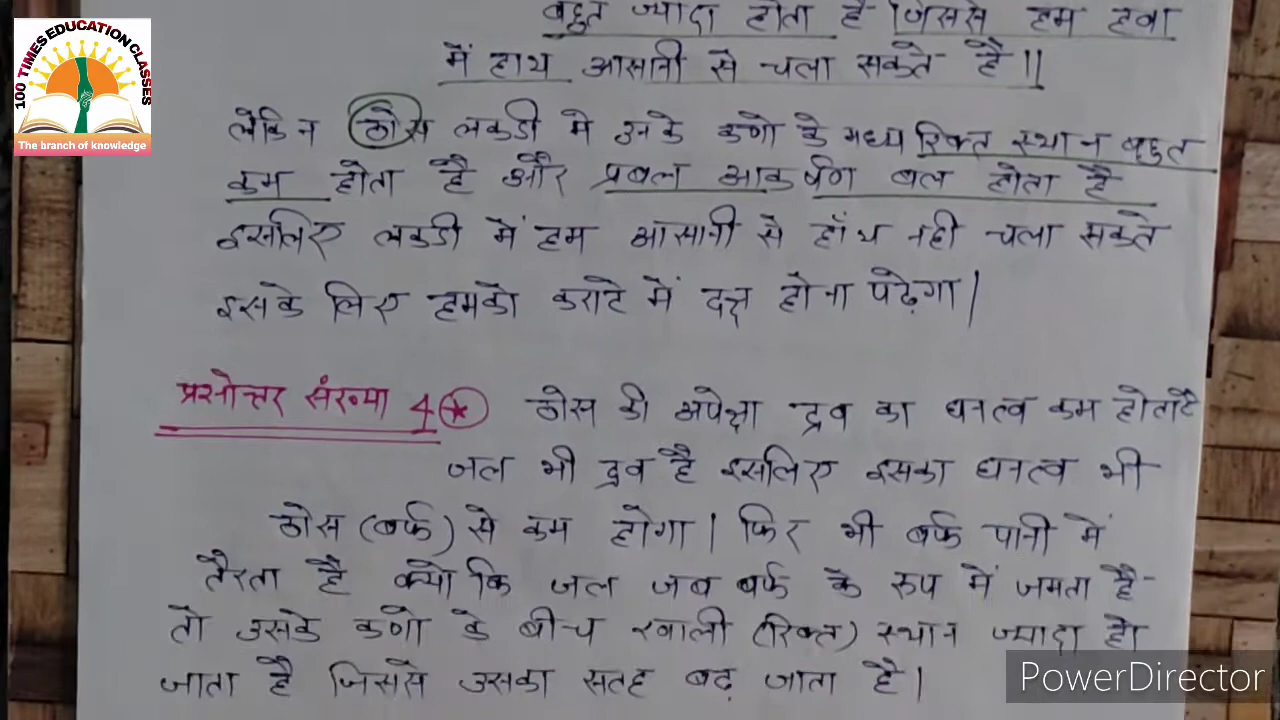 100 TIMES EDUCATION CLASSES
The branch of knowledge
बहुत ज्यादा होता है जिससे हम हवा
में हाथ आसानी से चला सकते है॥
लेकिन ठोस लकडी मे उनके कणो के मध्य रिक्त स्थान बहुत
कम होता है और प्रबल आकर्षण बल होता है
इसलिए लकडी में हम आसानी से हाँथ नही चला सकते
इसके लिए हमको कराटे में दक्ष होना पढ़ेगा|
प्रश्नोत्तर संख्या 4
ठोस की अपेक्षा द्रव का घनत्व कम होता है
जल भी द्रव है इसलिए इसका घनत्व भी
ठोस (बर्फ) से कम होगा| फिर भी बर्फ पानी में
तैरता है क्यो कि जल जब बर्फ के रूप में जमता है-
तो उसके कणो के बीच खाली (रिक्त) स्थान ज्यादा हो
जाता है जिससे उसका सतह बढ़ जाता है|
PowerDirector